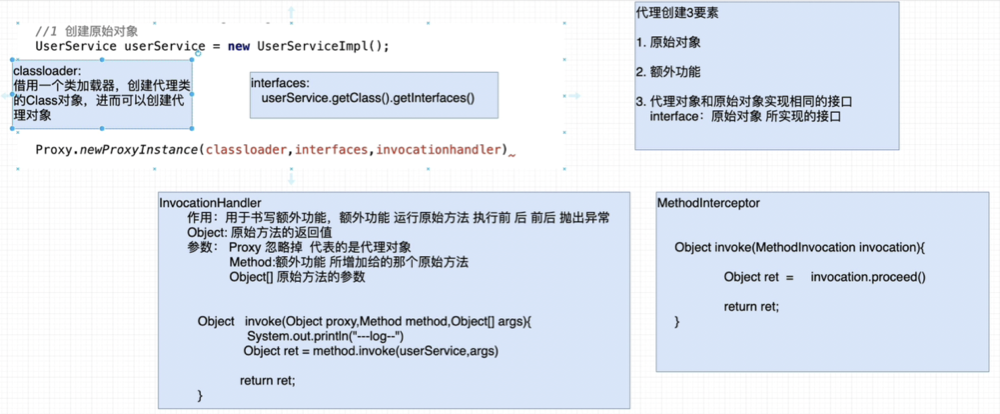 //1 创建原始对象
UserService userService = new UserServiceImpl();
classloader:
借用一个类加载器，创建代理类
的Class对象，进而可以创建代
理对象
interfaces:
userService.getClass().getInterfaces()
Proxy.newProxyInstance(classloader,interfaces,invocationhandler)
代理创建3要素
1. 原始对象
2. 额外功能
3. 代理对象和原始对象实现相同的接口
interface：原始对象 所实现的接口
InvocationHandler
作用：用于书写额外功能，额外功能 运行原始方法 执行前 后 前后 抛出异常
Object: 原始方法的返回值
参数： Proxy 忽略掉 代表的是代理对象
Method:额外功能 所增加给的那个原始方法
Object[] 原始方法的参数
Object invoke(Object proxy,Method method,Object[] args){
System.out.println("---log--")
Object ret = method.invoke(userService,args)
return ret;
}
MethodInterceptor
Object invoke(MethodInvocation invocation){
Object ret = invocation.proceed()
return ret;
}